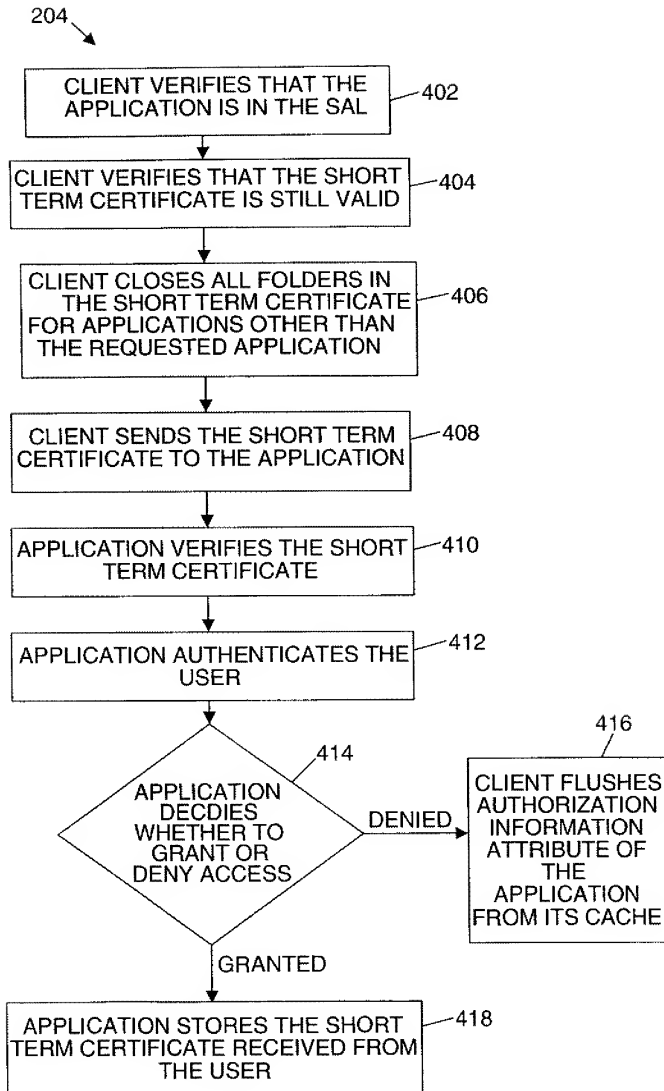 204
CLIENT VERIFIES THAT THE
APPLICATION IS IN THE SAL
402
CLIENT VERIFIES THAT THE SHORT
TERM CERTIFICATE IS STILL VALID
404
CLIENT CLOSES ALL FOLDERS IN
THE SHORT TERM CERTIFICATE
FOR APPLICATIONS OTHER THAN
THE REQUESTED APPLICATION
406
CLIENT SENDS THE SHORT TERM
CERTIFICATE TO THE APPLICATION
408
APPLICATION VERIFIES THE SHORT
TERM CERTIFICATE
410
APPLICATION AUTHENTICATES THE
USER
412
APPLICATION
DECDIES
WHETHER TO
GRANT OR
DENY ACCESS
414
DENIED
416
CLIENT FLUSHES
AUTHORIZATION
INFORMATION
ATTRIBUTE OF
THE
APPLICATION
FROM ITS CACHE
GRANTED
APPLICATION STORES THE SHORT
TERM CERTIFICATE RECEIVED FROM
THE USER
418